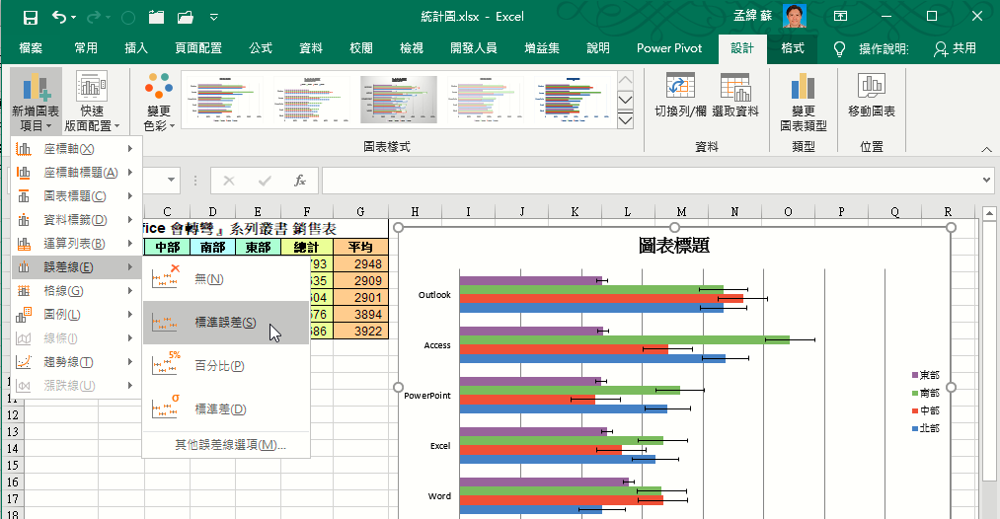 統計圖.xlsx - Excel
孟緯 蘇
檔案 常用 插入 頁面配置 公式 資料 校閱 檢視 開發人員 增益集 說明 Power Pivot 設計 格式 操作說明: 共用
新增圖表
項目
快速
版面配置
變更
色彩
切換列/欄
選取資料
變更
圖表類型
移動圖表
圖表樣式
資料
類型
位置
座標軸(X)
座標軸標題(A)
圖表標題(C)
資料標籤(D)
運算列表(B)
誤差線(E)
格線(G)
圖例(L)
線條(I)
趨勢線(T)
漲跌線(U)
無(N)
標準誤差(S)
5%
百分比(P)
σ
標準差(D)
其他誤差線選項(M)...
fx
C D E F G H I J K L M N O P Q R
ffice 會轉彎』系列叢書 銷售表
中部 南部 東部 總計 平均
793 2948
535 2909
504 2901
576 3894
586 3922
11
12
13
14
15
16
17
18
圖表標題
Outlook
Access
PowerPoint
Excel
Word
東部
南部
中部
北部